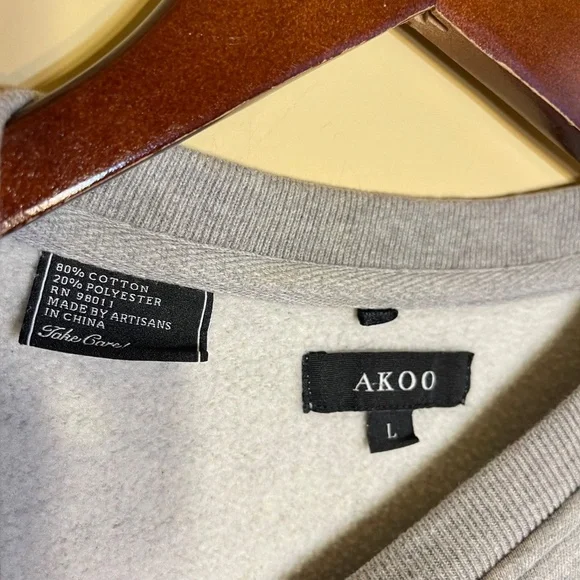 80% COTTON
20% POLYESTER
RN 98011
MADE BY ARTISANS
IN CHINA
Take Care!
AKOO
L